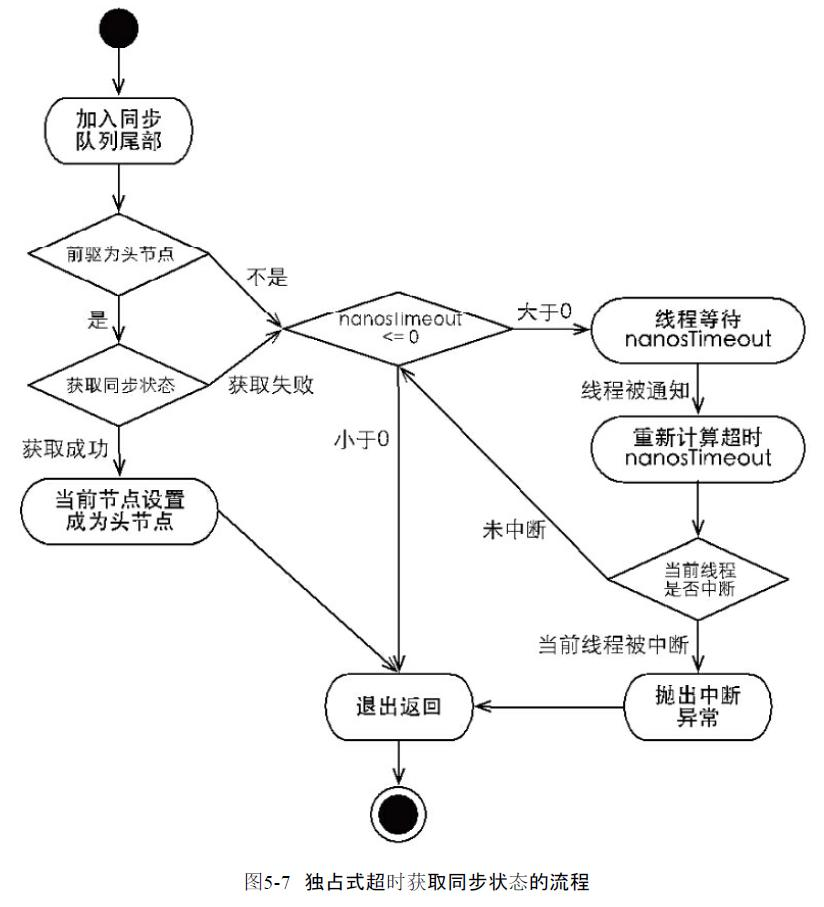 加入同步
队列尾部
前驱为头节点
不是
是
获取同步状态
获取失败
获取成功
当前节点设置
成为头节点
nanosTimeout
<= 0
大于0
小于0
线程等待
nanosTimeout
线程被通知
重新计算超时
nanosTimeout
未中断
当前线程
是否中断
当前线程被中断
抛出中断
异常
退出返回
图5-7 独占式超时获取同步状态的流程